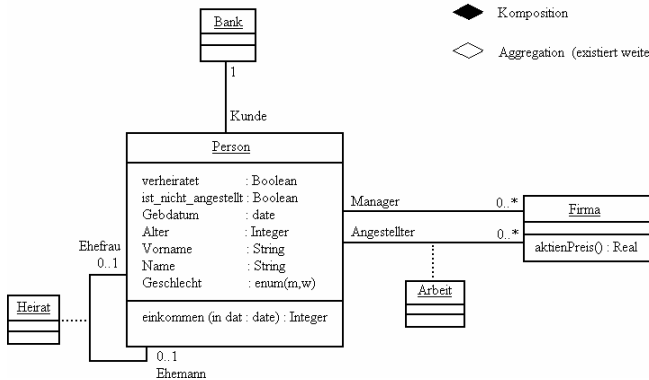 Komposition
Bank
Aggregation (existiert weite
1
Kunde
Person
verheiratet : Boolean
ist_nicht_angestellt : Boolean
Gebdatum : date
Alter : Integer
Vorname : String
Name : String
Geschlecht : enum(m,w)
einkommen (in dat : date) : Integer
Manager
0..*
Firma
Angestellter
0..*
aktienPreis() : Real
Ehefrau
0..1
Arbeit
Heirat
0..1
Ehemann